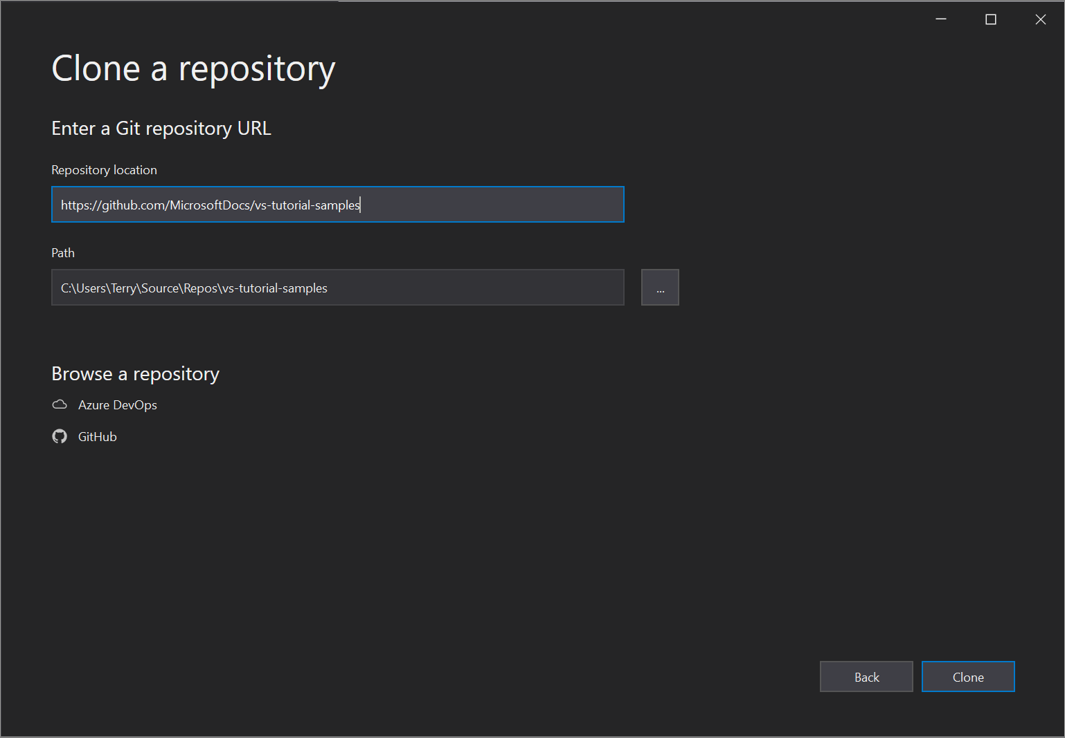 Clone a repository
Enter a Git repository URL
Repository location
https://github.com/MicrosoftDocs/vs-tutorial-samples
Path
C:\Users\Terry\Source\Repos\vs-tutorial-samples
...
Browse a repository
Azure DevOps
GitHub
Back
Clone